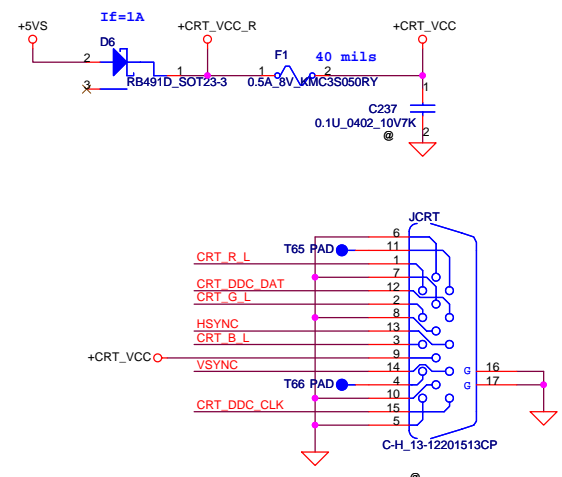 If=1A
+5VS +CRT_VCC_R +CRT_VCC
D6 F1 40 mils
2 1 1 2
3 RB491D_SOT23-3 0.5A_8V_KMC3S050RY
1
C237
0.1U_0402_10V7K
@ 2
JCRT
6
T65 PAD 11
CRT_R_L 1
7
CRT_DDC_DAT 12
CRT_G_L 2
8
HSYNC 13
CRT_B_L 3
+CRT_VCC 9
VSYNC 14 G 16
T66 PAD 4 G 17
10
CRT_DDC_CLK 15
5
C-H_13-12201513CP